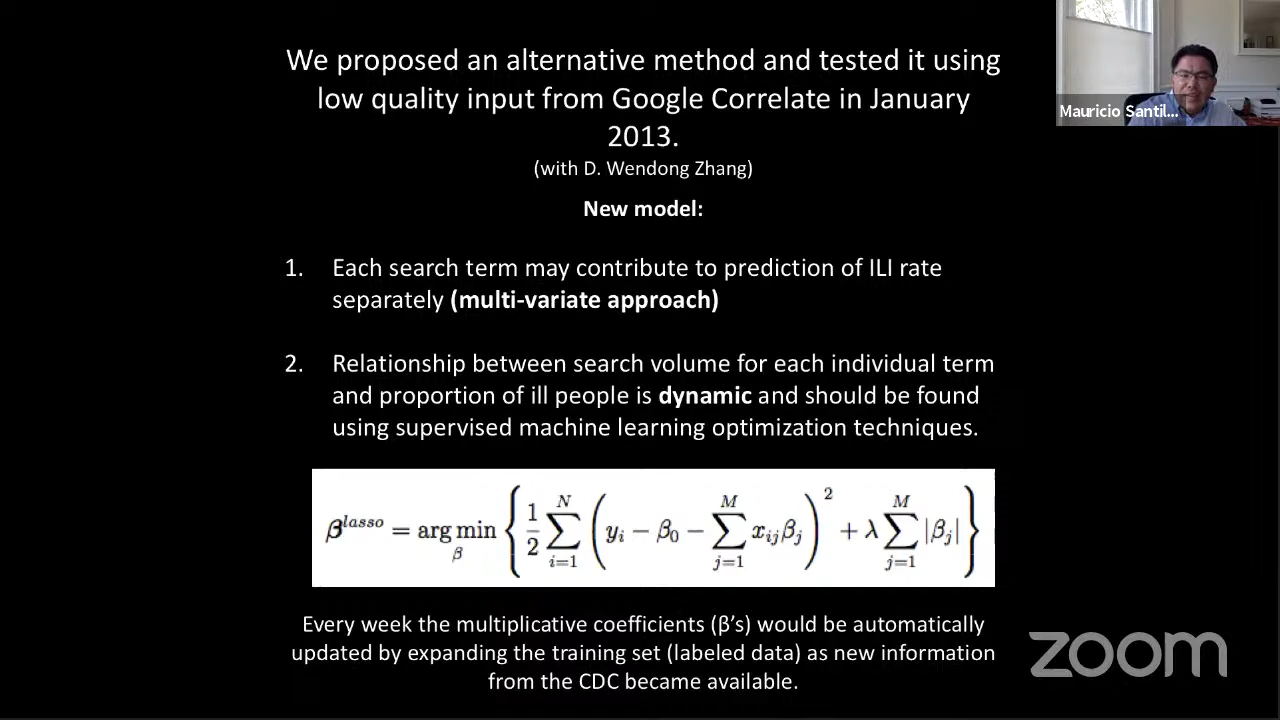 We proposed an alternative method and tested it using
low quality input from Google Correlate in January
2013.
(with D. Wendong Zhang)
New model:
1. Each search term may contribute to prediction of ILI rate
separately (multi-variate approach)
2. Relationship between search volume for each individual term
and proportion of ill people is dynamic and should be found
using supervised machine learning optimization techniques.
β^lasso = arg min_β { 1/2 ∑_{i=1}^{N} ( y_i − β_0 − ∑_{j=1}^{M} x_{ij}β_j )^2 + λ ∑_{j=1}^{M} |β_j| }
Every week the multiplicative coefficients (β’s) would be automatically
updated by expanding the training set (labeled data) as new information
from the CDC became available.
Mauricio Santil...
zoom